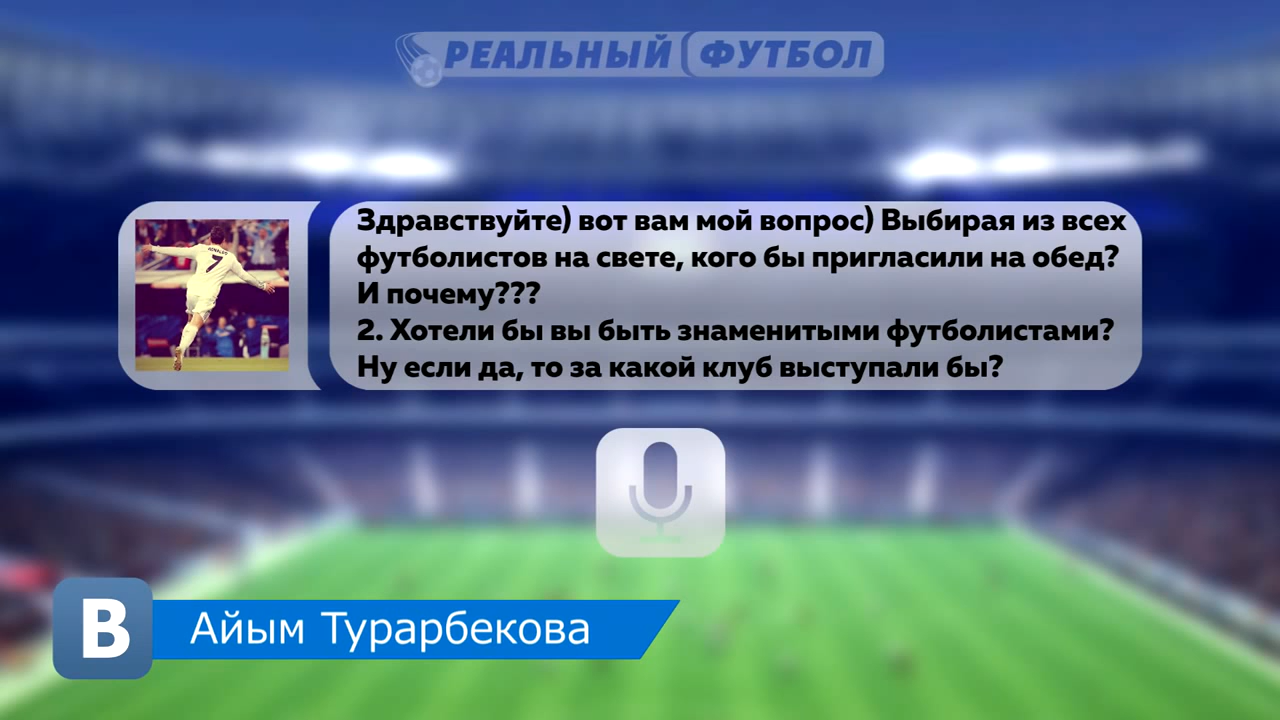 РЕАЛЬНЫЙ ФУТБОЛ
Здравствуйте) вот вам мой вопрос) Выбирая из всех
футболистов на свете, кого бы пригласили на обед?
И почему???
2. Хотели бы вы быть знаменитыми футболистами?
Ну если да, то за какой клуб выступали бы?
RONALDO
7
В Айым Турарбекова